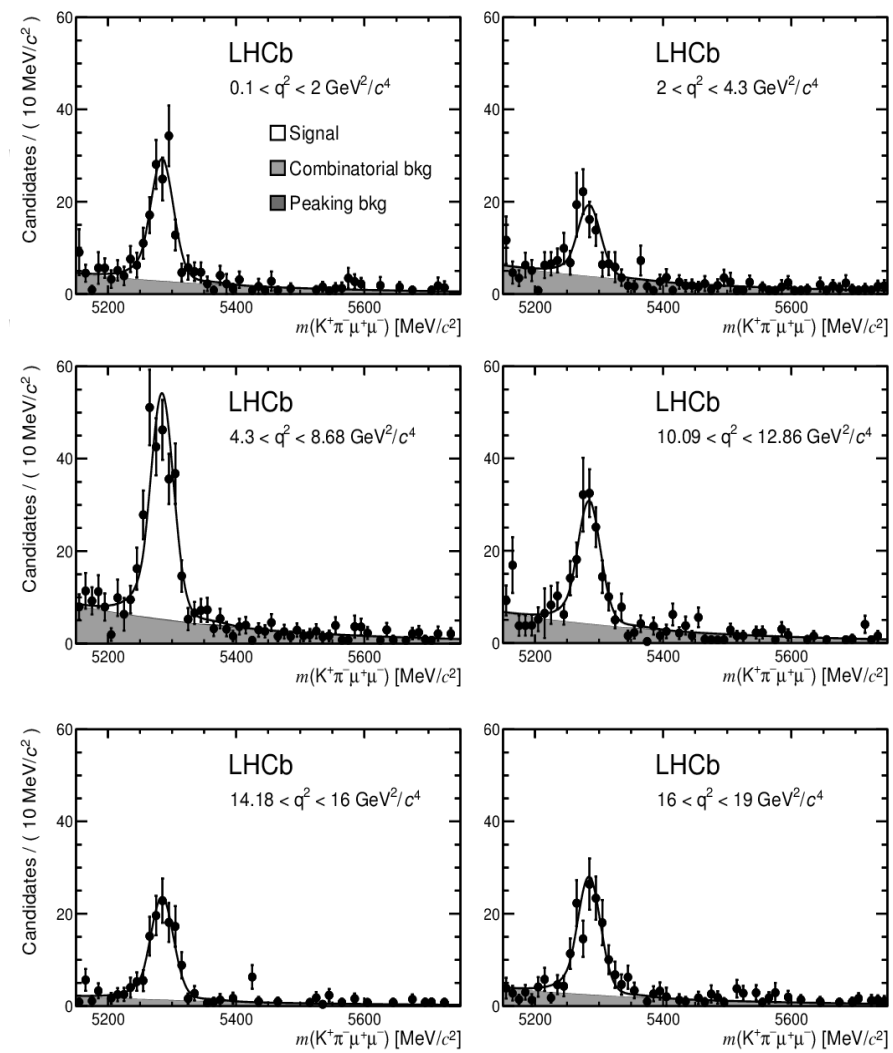 LHCb
0.1 < q² < 2 GeV²/c⁴
Signal
Combinatorial bkg
Peaking bkg
Candidates / ( 10 MeV/c² )
60
40
20
0
5200 5400 5600
m(K⁺π⁻μ⁺μ⁻) [MeV/c²]
LHCb
2 < q² < 4.3 GeV²/c⁴
60
40
20
0
5200 5400 5600
m(K⁺π⁻μ⁺μ⁻) [MeV/c²]
LHCb
4.3 < q² < 8.68 GeV²/c⁴
Candidates / ( 10 MeV/c² )
60
40
20
0
5200 5400 5600
m(K⁺π⁻μ⁺μ⁻) [MeV/c²]
LHCb
10.09 < q² < 12.86 GeV²/c⁴
60
40
20
0
5200 5400 5600
m(K⁺π⁻μ⁺μ⁻) [MeV/c²]
LHCb
14.18 < q² < 16 GeV²/c⁴
Candidates / ( 10 MeV/c² )
60
40
20
0
5200 5400 5600
m(K⁺π⁻μ⁺μ⁻) [MeV/c²]
LHCb
16 < q² < 19 GeV²/c⁴
60
40
20
0
5200 5400 5600
m(K⁺π⁻μ⁺μ⁻) [MeV/c²]